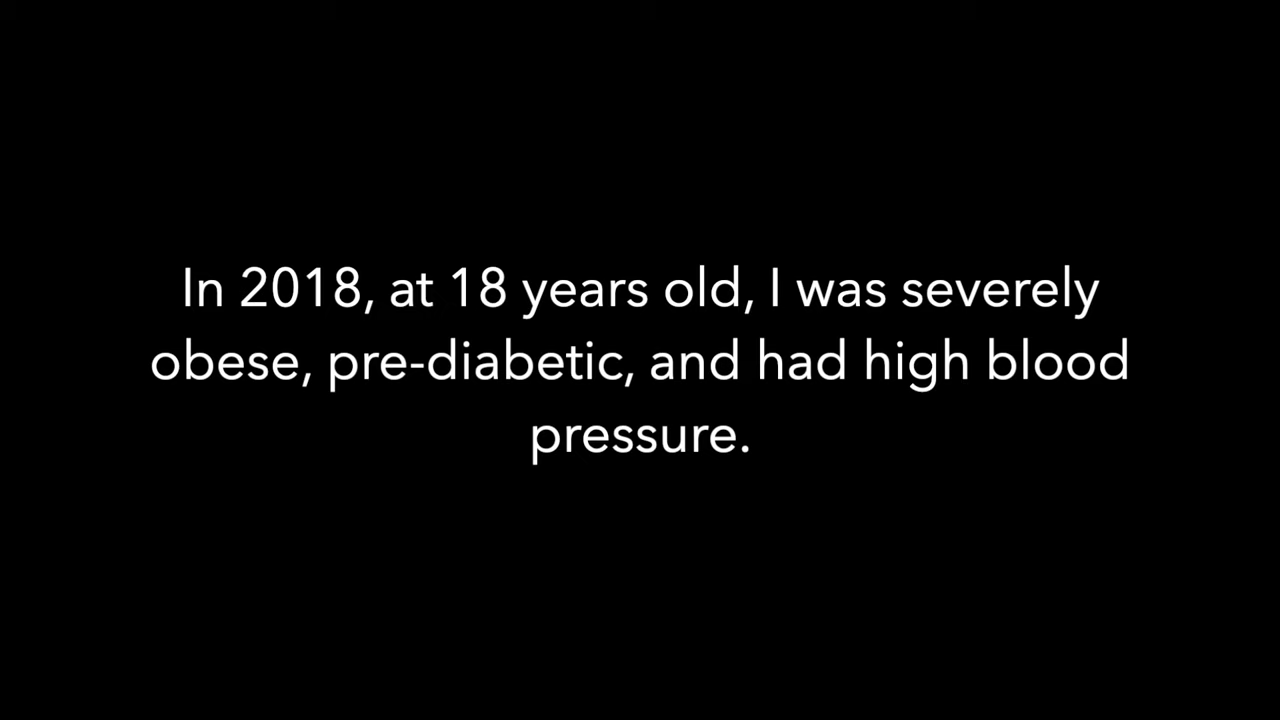 In 2018, at 18 years old, I was severely
obese, pre-diabetic, and had high blood
pressure.